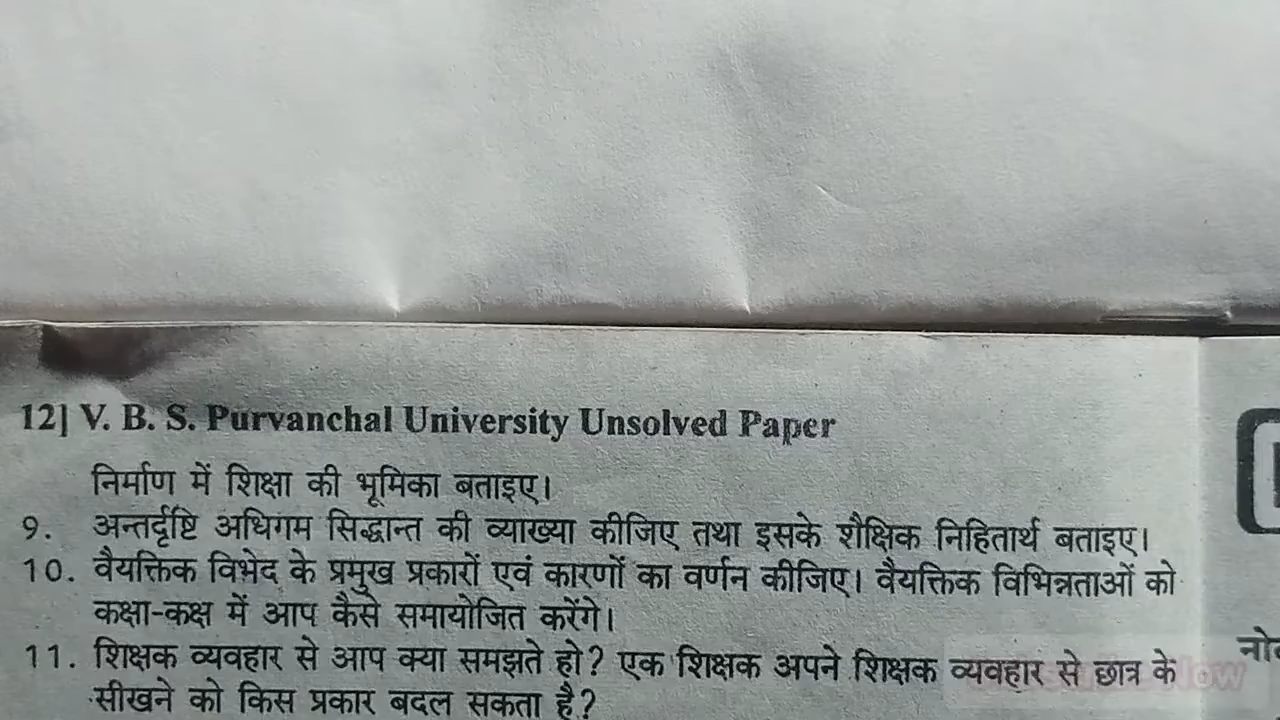 12] V. B. S. Purvanchal University Unsolved Paper
निर्माण में शिक्षा की भूमिका बताइए।
9. अन्तर्दृष्टि अधिगम सिद्धान्त की व्याख्या कीजिए तथा इसके शैक्षिक निहितार्थ बताइए।
10. वैयक्तिक विभेद के प्रमुख प्रकारों एवं कारणों का वर्णन कीजिए। वैयक्तिक विभिन्नताओं को
कक्षा-कक्ष में आप कैसे समायोजित करेंगे।
11. शिक्षक व्यवहार से आप क्या समझते हो? एक शिक्षक अपने शिक्षक व्यवहार से छात्र के
सीखने को किस प्रकार बदल सकता है?